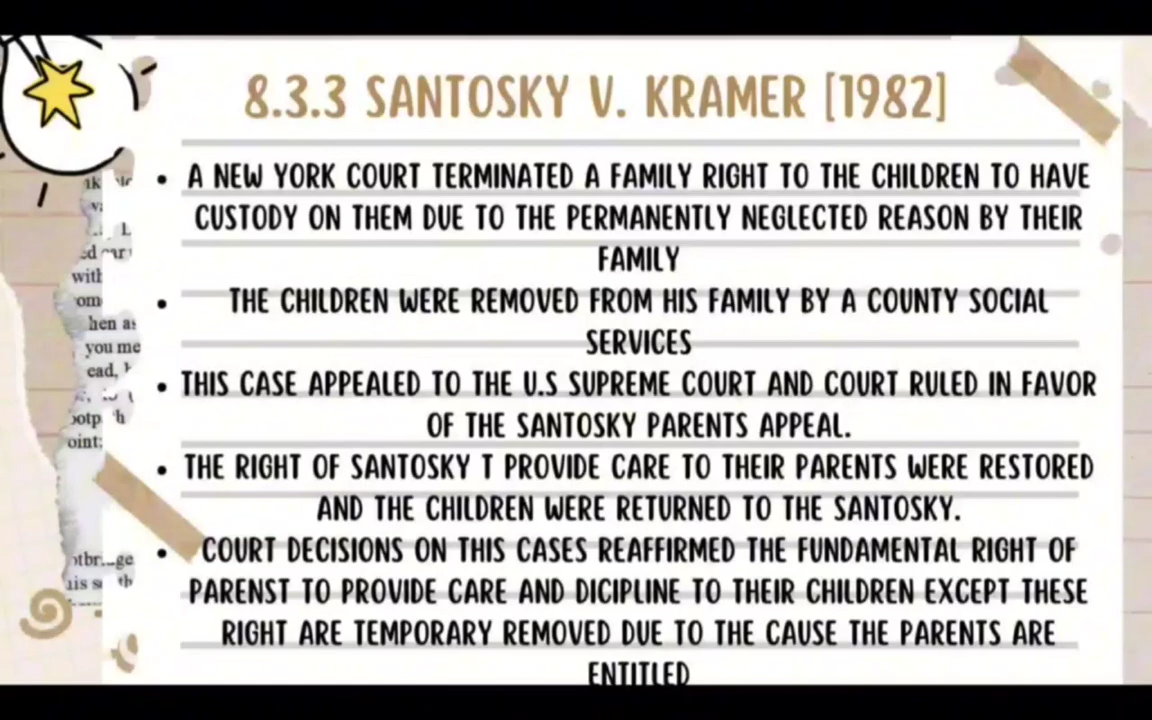 8.3.3 SANTOSKY V. KRAMER [1982]
• A NEW YORK COURT TERMINATED A FAMILY RIGHT TO THE CHILDREN TO HAVE
CUSTODY ON THEM DUE TO THE PERMANENTLY NEGLECTED REASON BY THEIR
FAMILY
• THE CHILDREN WERE REMOVED FROM HIS FAMILY BY A COUNTY SOCIAL
SERVICES
• THIS CASE APPEALED TO THE U.S SUPREME COURT AND COURT RULED IN FAVOR
OF THE SANTOSKY PARENTS APPEAL.
• THE RIGHT OF SANTOSKY T PROVIDE CARE TO THEIR PARENTS WERE RESTORED
AND THE CHILDREN WERE RETURNED TO THE SANTOSKY.
• COURT DECISIONS ON THIS CASES REAFFIRMED THE FUNDAMENTAL RIGHT OF
PARENST TO PROVIDE CARE AND DICIPLINE TO THEIR CHILDREN EXCEPT THESE
RIGHT ARE TEMPORARY REMOVED DUE TO THE CAUSE THE PARENTS ARE
ENTITLED
with
hen as
you me
ead,